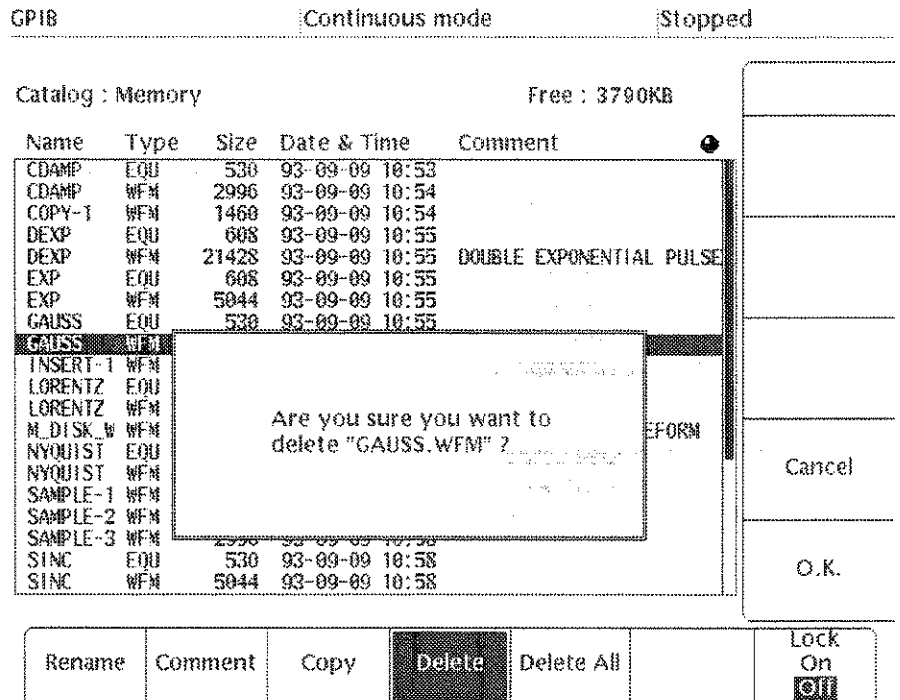 GPIB Continuous mode Stopped
Catalog : Memory Free : 3790KB
Name Type Size Date & Time Comment
CDAMP EQU 530 93-09-09 10:53
CDAMP WFM 2996 93-09-09 10:54
COPY-1 WFM 1460 93-09-09 10:54
DEXP EQU 608 93-09-09 10:55
DEXP WFM 21428 93-09-09 10:55 DOUBLE EXPONENTIAL PULSE
EXP EQU 608 93-09-09 10:55
EXP WFM 5044 93-09-09 10:55
GAUSS EQU 530 93-09-09 10:55
GAUSS WFM
INSERT-1 WFM
LORENTZ EQU
LORENTZ WFM
M_DISK_W WFM EFORM
NYQUIST EQU
NYQUIST WFM
SAMPLE-1 WFM
SAMPLE-2 WFM
SAMPLE-3 WFM 2996 93-09-09 10:58
SINC EQU 530 93-09-09 10:58
SINC WFM 5044 93-09-09 10:58
Are you sure you want to
delete "GAUSS.WFM" ?
Cancel
O.K.
Rename Comment Copy Delete Delete All Lock
On
Off